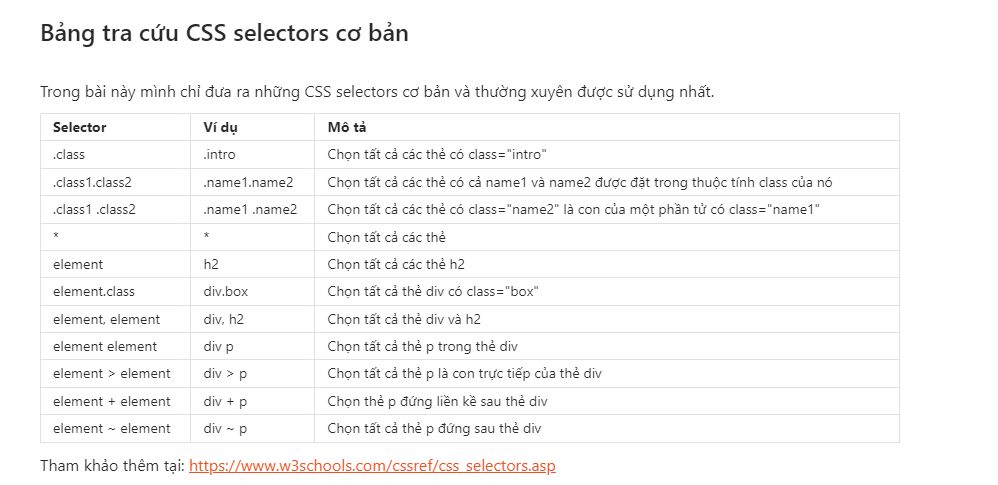 Bảng tra cứu CSS selectors cơ bản
Trong bài này mình chỉ đưa ra những CSS selectors cơ bản và thường xuyên được sử dụng nhất.
Selector Ví dụ Mô tả
.class .intro Chọn tất cả các thẻ có class="intro"
.class1.class2 .name1.name2 Chọn tất cả các thẻ có cả name1 và name2 được đặt trong thuộc tính class của nó
.class1 .class2 .name1 .name2 Chọn tất cả các thẻ có class="name2" là con của một phần tử có class="name1"
* * Chọn tất cả các thẻ
element h2 Chọn tất cả các thẻ h2
element.class div.box Chọn tất cả thẻ div có class="box"
element, element div, h2 Chọn tất cả thẻ div và h2
element element div p Chọn tất cả thẻ p trong thẻ div
element > element div > p Chọn tất cả thẻ p là con trực tiếp của thẻ div
element + element div + p Chọn thẻ p đứng liền kề sau thẻ div
element ~ element div ~ p Chọn tất cả thẻ p đứng sau thẻ div
Tham khảo thêm tại: https://www.w3schools.com/cssref/css_selectors.asp